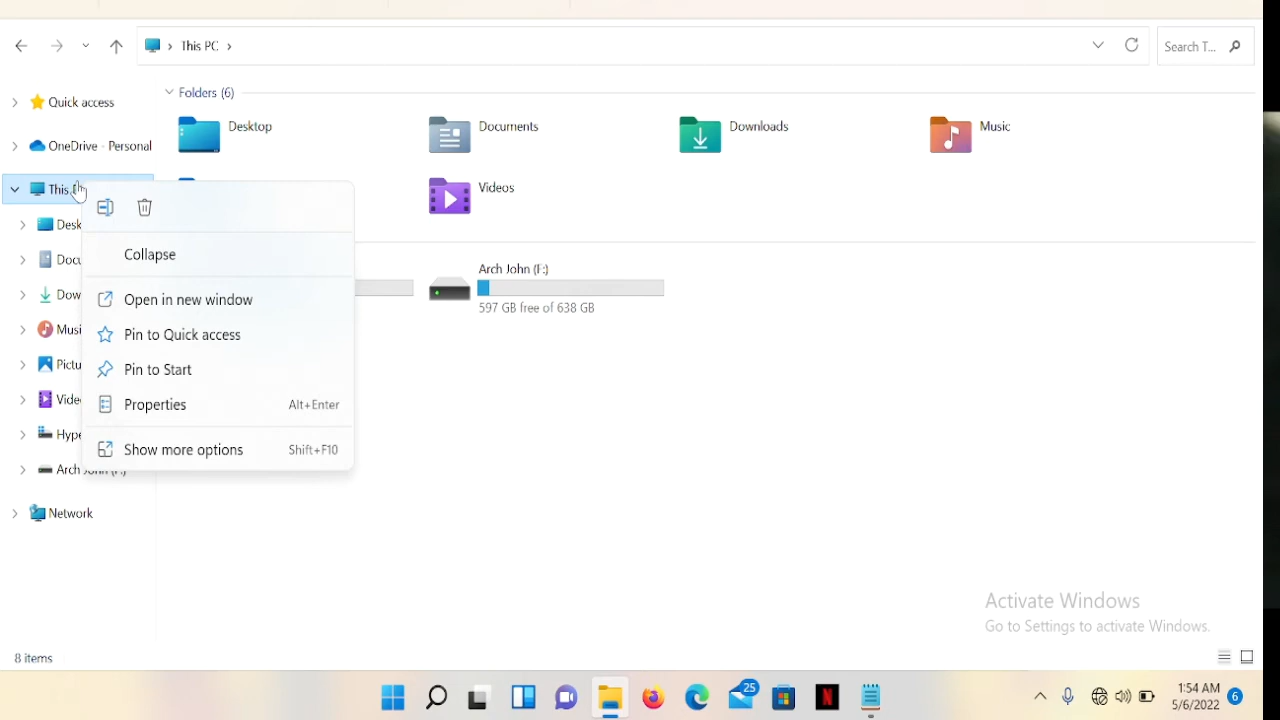 This PC
Search T...
Quick access
Folders (6)
Desktop
Documents
Downloads
Music
OneDrive - Personal
This
Videos
Desk
Collapse
Docu
Arch John (F:)
Dow
Open in new window
597 GB free of 638 GB
Musi
Pin to Quick access
Pictu
Pin to Start
Vide
Properties Alt+Enter
Hype
Show more options Shift+F10
Arch John (F:)
Network
Activate Windows
Go to Settings to activate Windows.
8 items
25
N
1:54 AM
5/6/2022
6